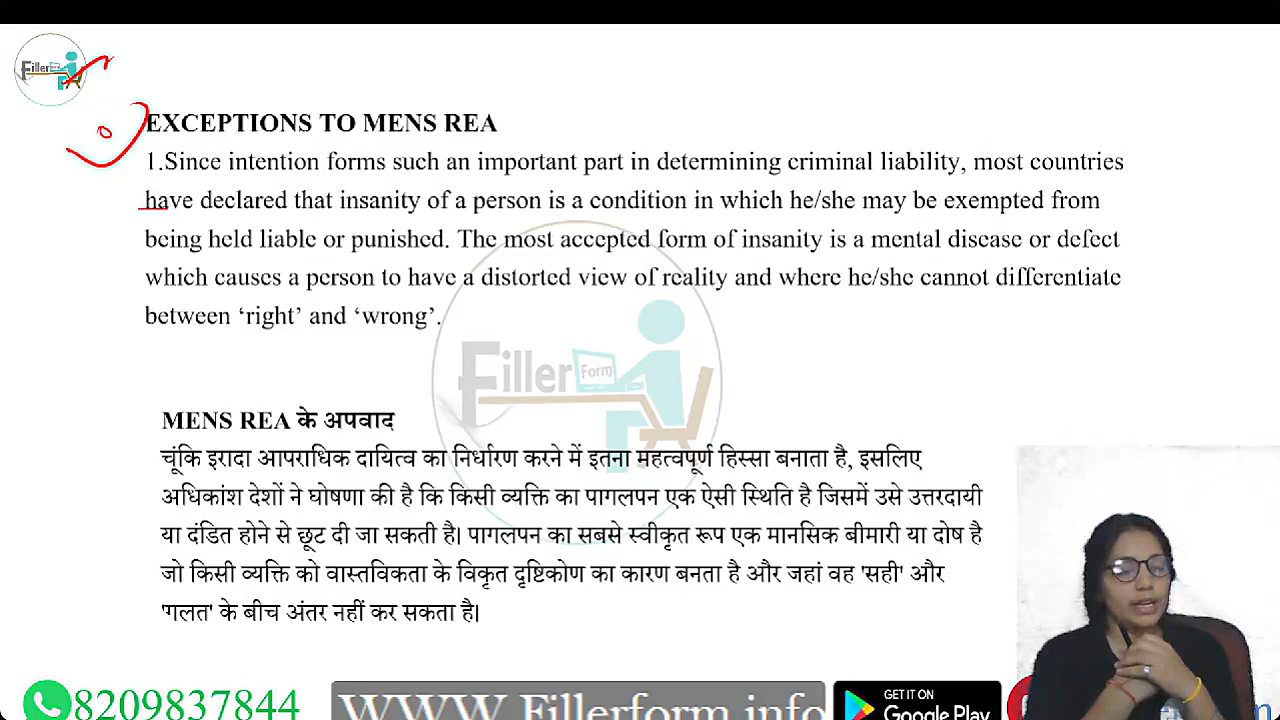 Filler
EXCEPTIONS TO MENS REA
1.Since intention forms such an important part in determining criminal liability, most countries
have declared that insanity of a person is a condition in which he/she may be exempted from
being held liable or punished. The most accepted form of insanity is a mental disease or defect
which causes a person to have a distorted view of reality and where he/she cannot differentiate
between ‘right’ and ‘wrong’.
Filler Form
MENS REA के अपवाद
चूंकि इरादा आपराधिक दायित्व का निर्धारण करने में इतना महत्वपूर्ण हिस्सा बनाता है, इसलिए
अधिकांश देशों ने घोषणा की है कि किसी व्यक्ति का पागलपन एक ऐसी स्थिति है जिसमें उसे उत्तरदायी
या दंडित होने से छूट दी जा सकती है। पागलपन का सबसे स्वीकृत रूप एक मानसिक बीमारी या दोष है
जो किसी व्यक्ति को वास्तविकता के विकृत दृष्टिकोण का कारण बनता है और जहां वह 'सही' और
'गलत' के बीच अंतर नहीं कर सकता है।
8209837844
WWW.Fillerform.info
GET IT ON
Google Play